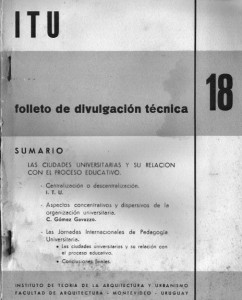 ITU
folleto de divulgación técnica
18
SUMARIO
LAS CIUDADES UNIVERSITARIAS Y SU RELACION
CON EL PROCESO EDUCATIVO.
- Centralización o descentralización.
I. T. U.
- Aspectos concentrativos y dispersivos de la
organización universitaria.
C. Gómez Gavazzo.
- Las Jornadas Internacionales de Pedagogía
Universitaria.
• Las ciudades universitarias y su relación con
el proceso educativo.
• Conclusiones finales.
INSTITUTO DE TEORIA DE LA ARQUITECTURA Y URBANISMO
FACULTAD DE ARQUITECTURA - MONTEVIDEO - URUGUAY